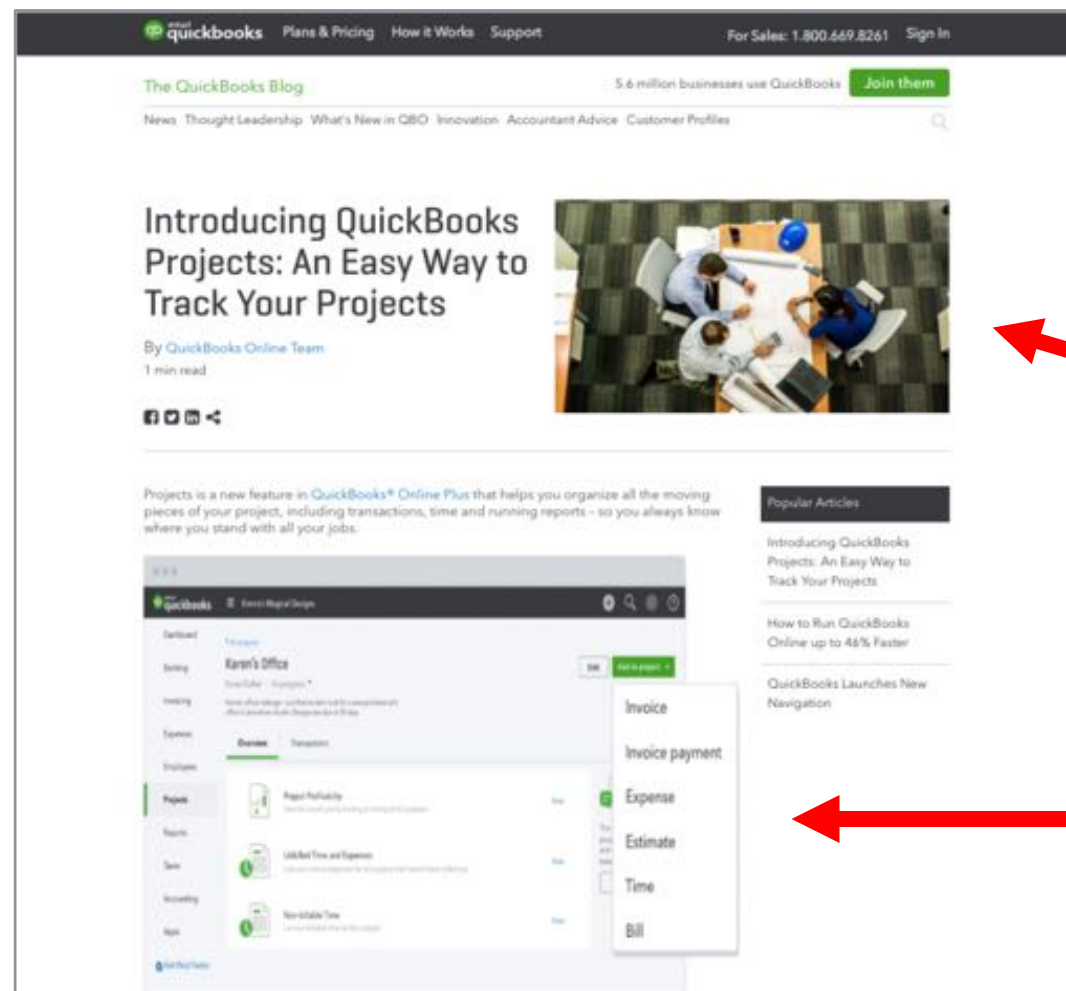 intuit
quickbooks Plans & Pricing How it Works Support For Sales: 1.800.669.8261 Sign In
The QuickBooks Blog 5.6 million businesses use QuickBooks Join them
News Thought Leadership What's New in QBO Innovation Accountant Advice Customer Profiles
Introducing QuickBooks
Projects: An Easy Way to
Track Your Projects
By QuickBooks Online Team
1 min read
Projects is a new feature in QuickBooks® Online Plus that helps you organize all the moving
pieces of your project, including transactions, time and running reports – so you always know
where you stand with all your jobs.
Popular Articles
Introducing QuickBooks
Projects: An Easy Way to
Track Your Projects
How to Run QuickBooks
Online up to 46% Faster
QuickBooks Launches New
Navigation
quickbooks
Dashboard
Banking
Invoicing
Expenses
Employees
Projects
Reports
Taxes
Accounting
Apps
Karen's Office
Edit Add to project
Overview Transactions
Project Profitability
Unbilled Time and Expenses
Non-billable Time
Invoice
Invoice payment
Expense
Estimate
Time
Bill